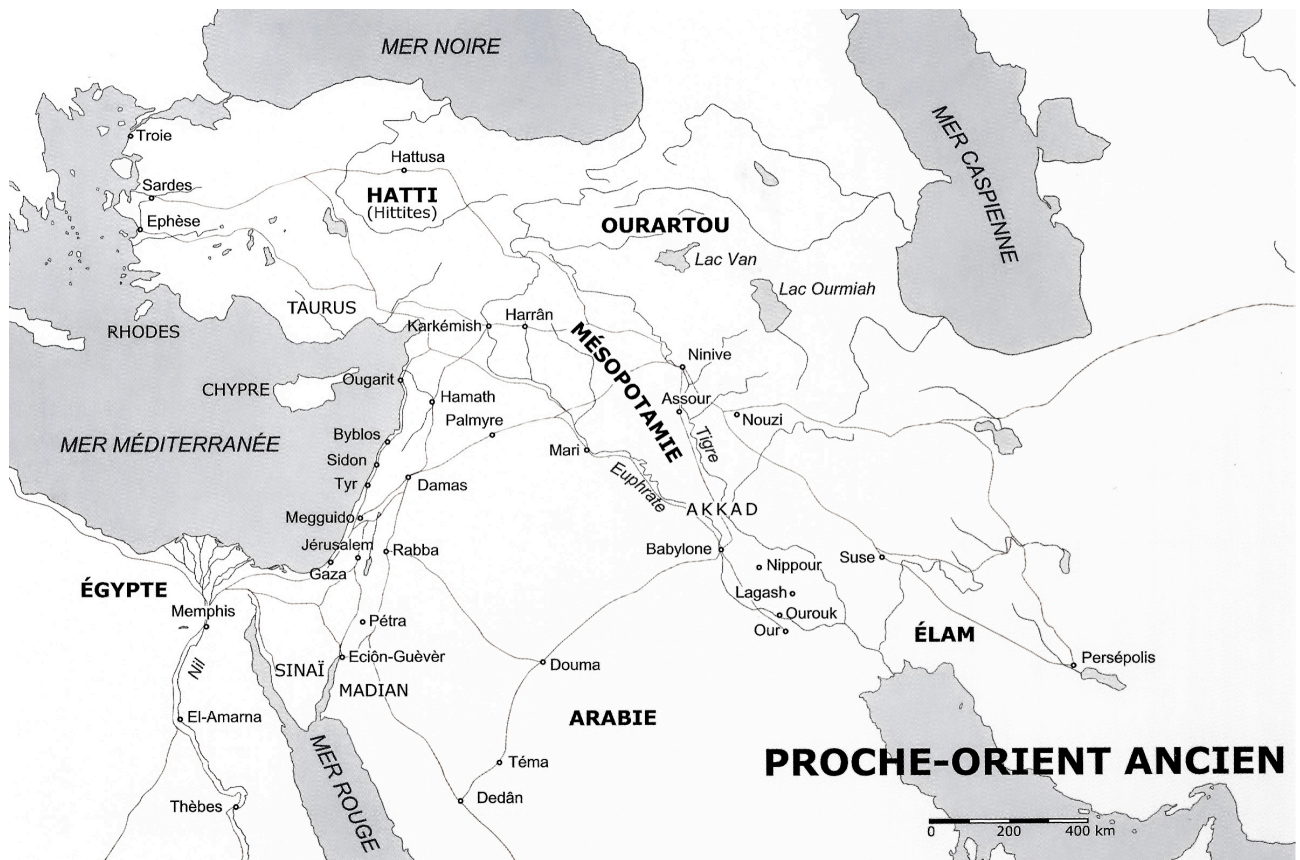 MER NOIRE
MER CASPIENNE
Troie
Hattusa
Sardes
HATTI
(Hittites)
Ephèse
OURARTOU
Lac Van
Lac Ourmiah
TAURUS
RHODES
Karkémish
Harrân
MÉSOPOTAMIE
Ninive
CHYPRE
Ougarit
Hamath
Assour
Palmyre
Nouzi
MER MÉDITERRANÉE
Byblos
Tigre
Sidon
Mari
Tyr
Damas
Euphrate
Megguido
AKKAD
Jérusalem
Rabba
Babylone
Suse
Gaza
Nippour
ÉGYPTE
Lagash
Memphis
Ourouk
Pétra
Our
ÉLAM
Eciôn-Guèvèr
Persépolis
Nil
SINAÏ
Douma
MADIAN
El-Amarna
ARABIE
PROCHE-ORIENT ANCIEN
MER ROUGE
Téma
Dedân
Thèbes
0 200 400 km